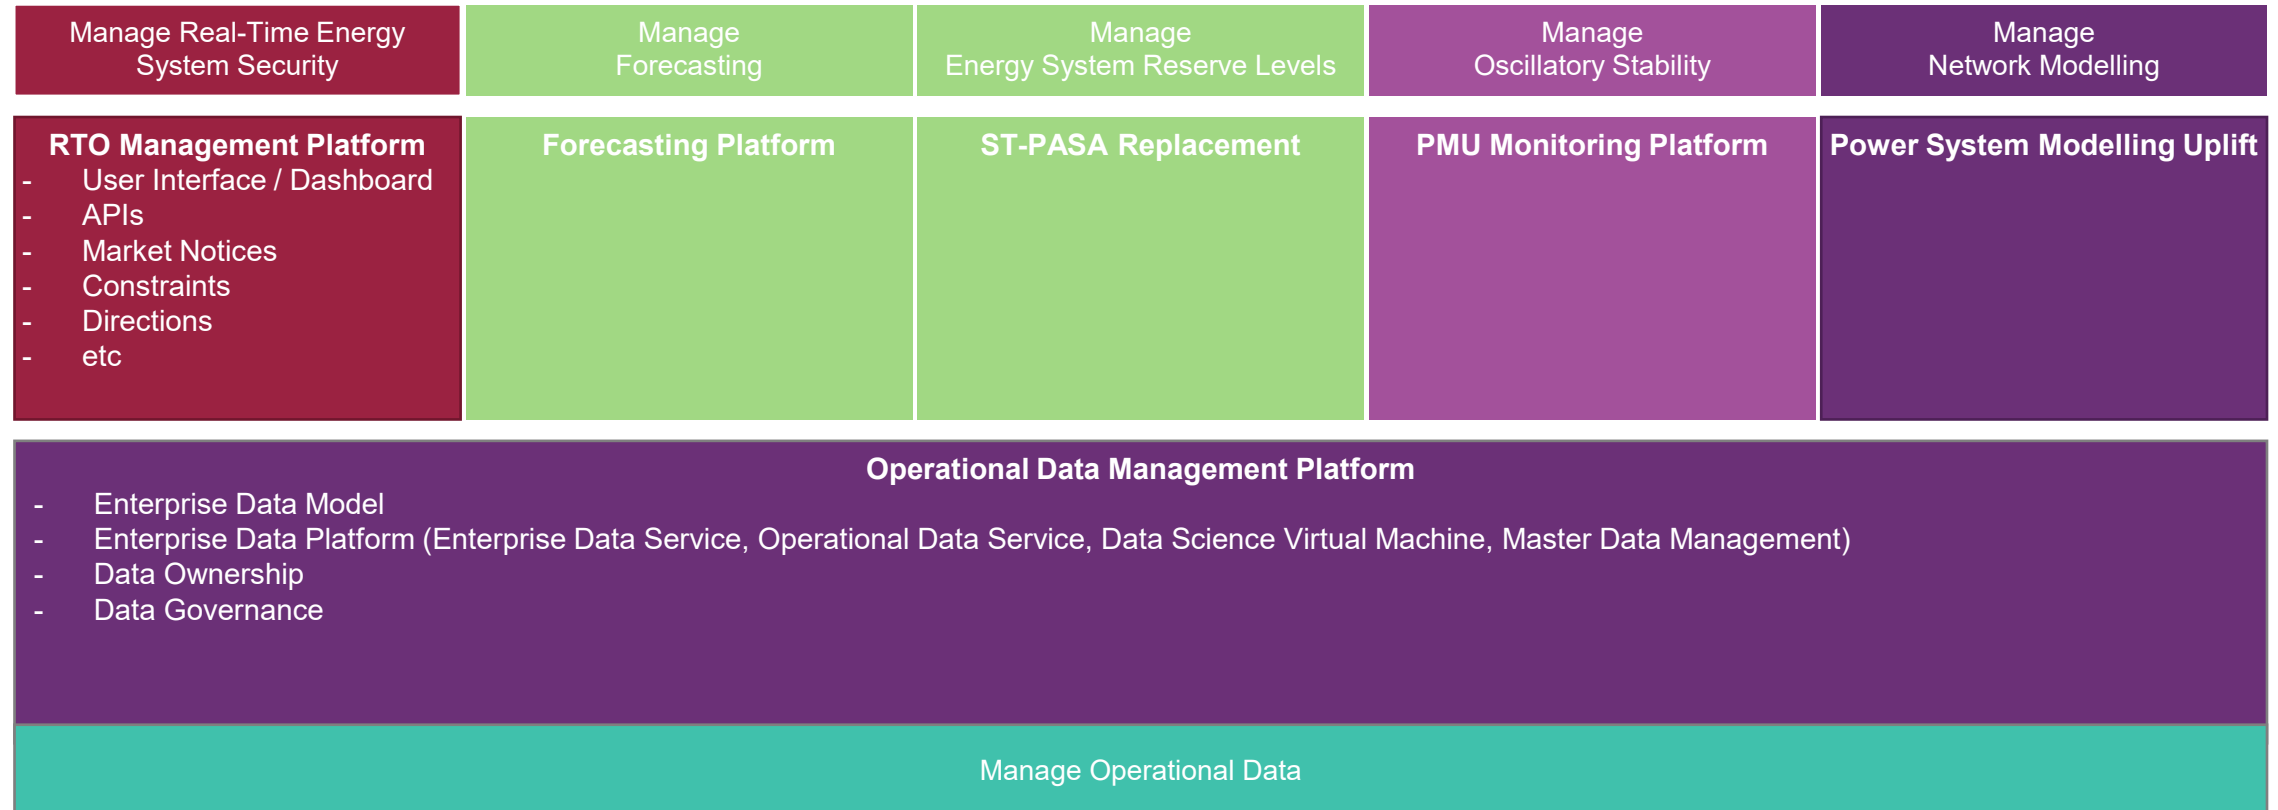 Manage Real-Time Energy
System Security
Manage
Forecasting
Manage
Energy System Reserve Levels
Manage
Oscillatory Stability
Manage
Network Modelling
RTO Management Platform
- User Interface / Dashboard
- APIs
- Market Notices
- Constraints
- Directions
- etc
Forecasting Platform
ST-PASA Replacement
PMU Monitoring Platform
Power System Modelling Uplift
Operational Data Management Platform
- Enterprise Data Model
- Enterprise Data Platform (Enterprise Data Service, Operational Data Service, Data Science Virtual Machine, Master Data Management)
- Data Ownership
- Data Governance
Manage Operational Data